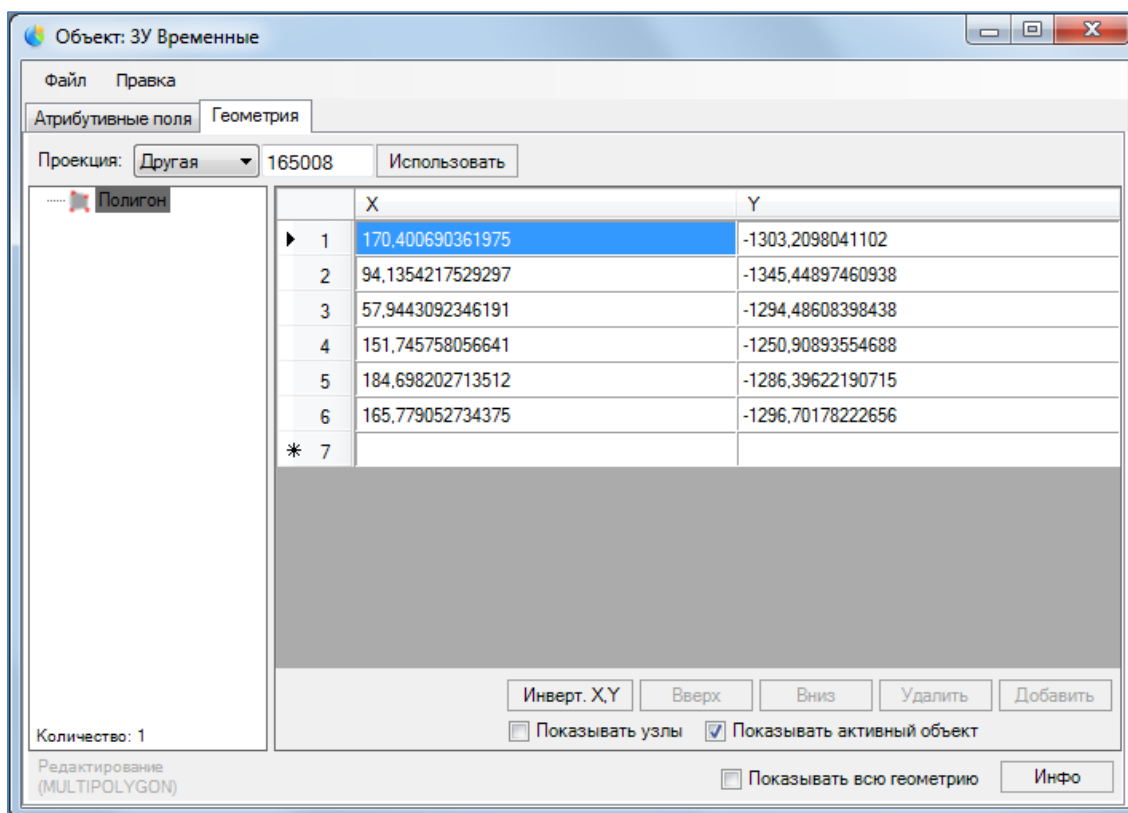 Объект: ЗУ Временные
Файл Правка
Атрибутивные поля Геометрия
Проекция: Другая 165008 Использовать
Полигон
X Y
1 170,400690361975 -1303,2098041102
2 94,1354217529297 -1345,44897460938
3 57,9443092346191 -1294,48608398438
4 151,745758056641 -1250,90893554688
5 184,698202713512 -1286,39622190715
6 165,779052734375 -1296,70178222656
* 7
Инверт. X,Y Вверх Вниз Удалить Добавить
Показывать узлы Показывать активный объект
Количество: 1
Редактирование
(MULTIPOLYGON)
Показывать всю геометрию Инфо